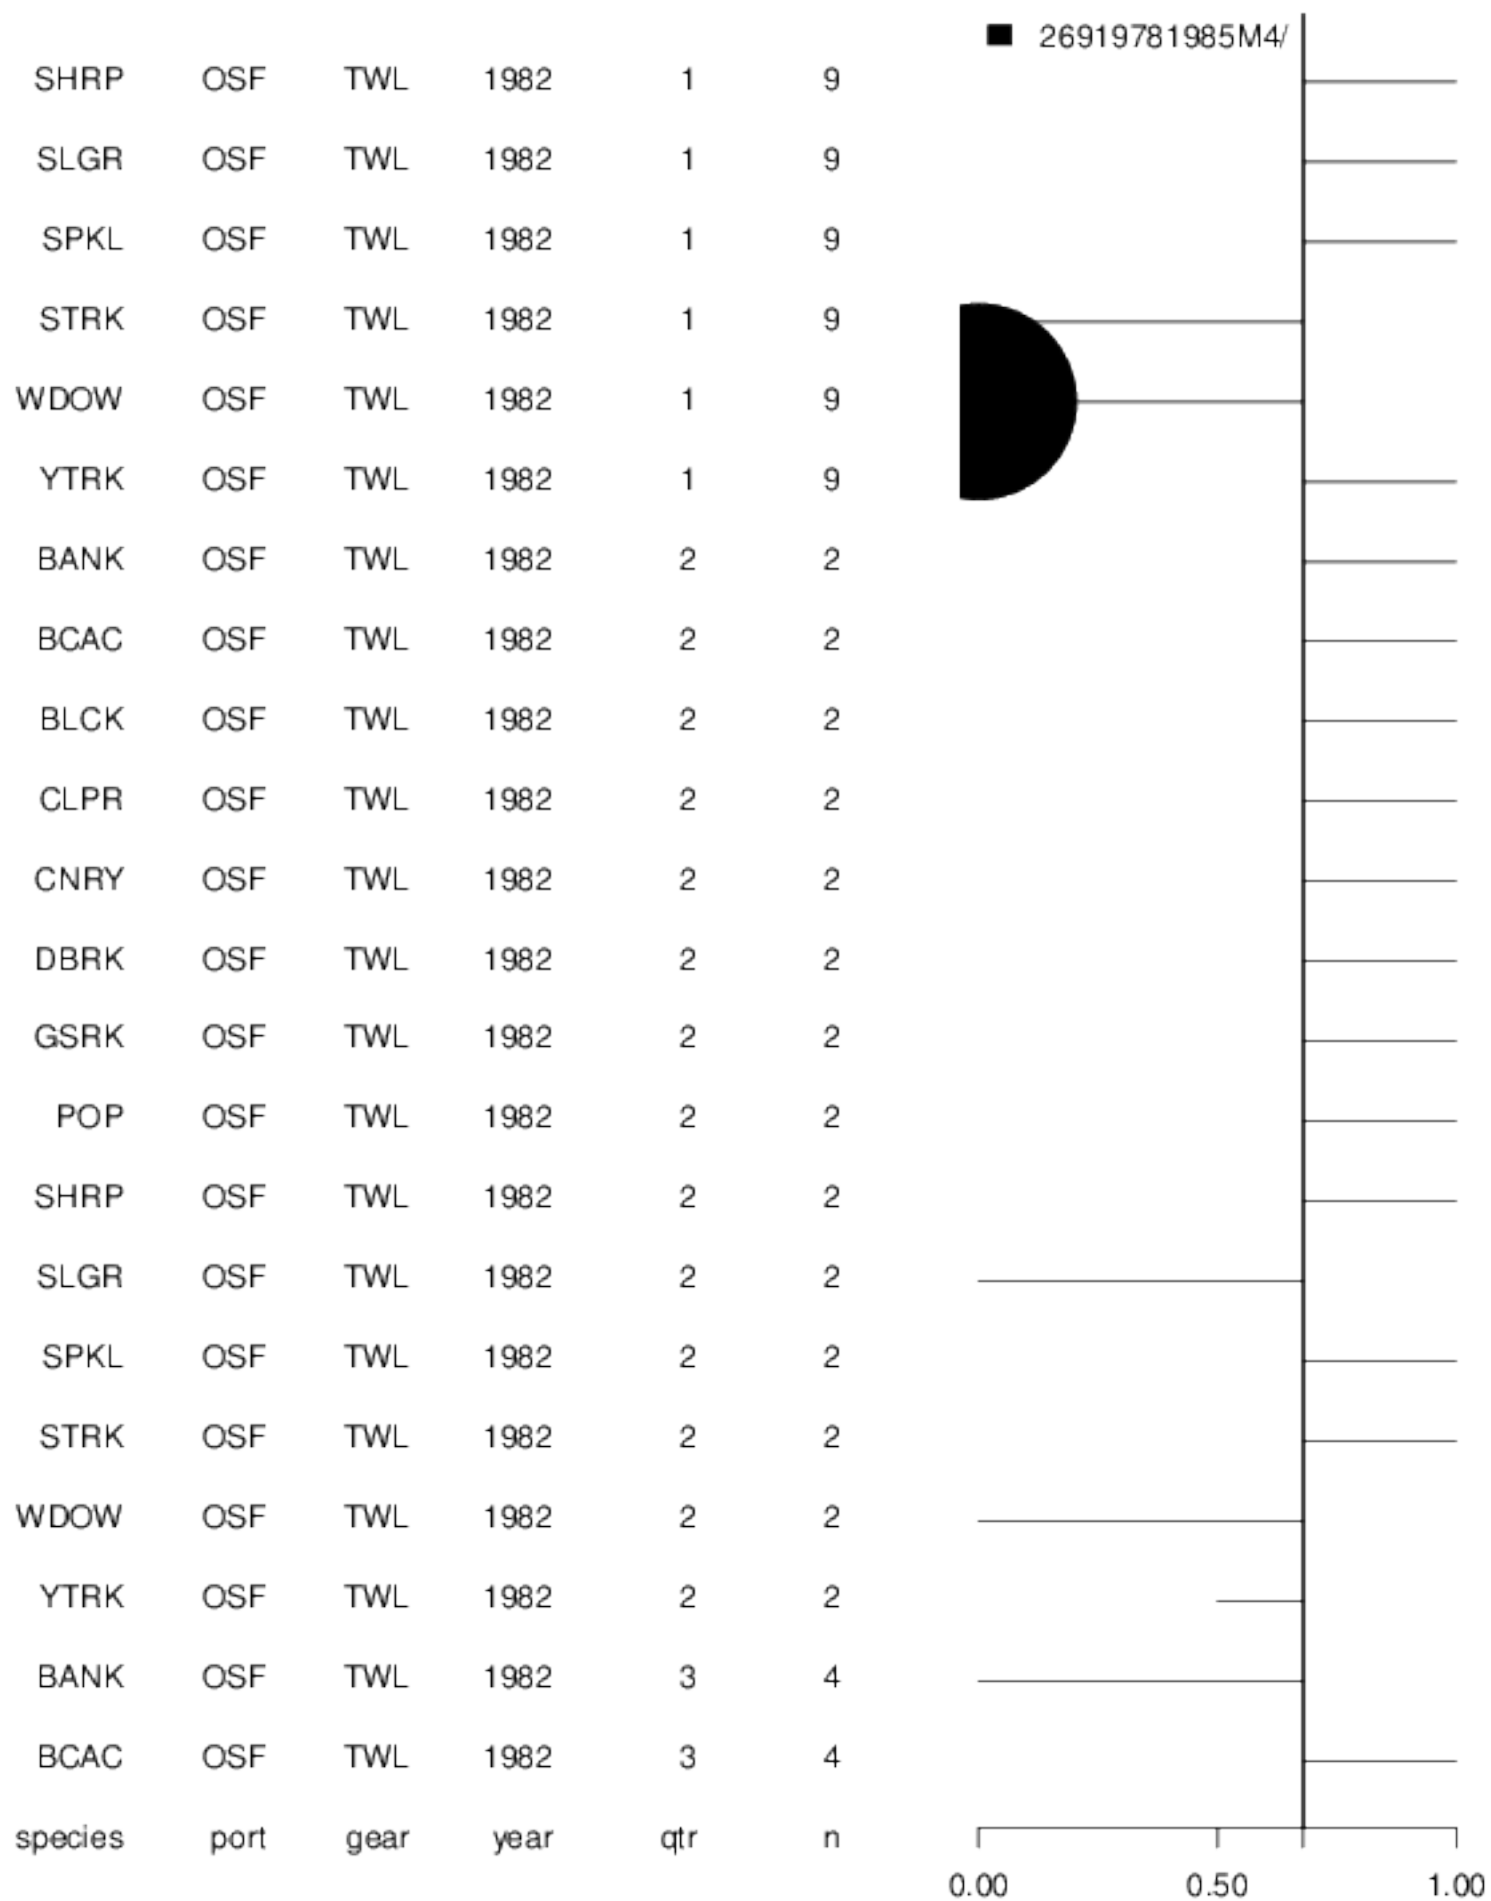 26919781985M4/
SHRP OSF TWL 1982 1 9
SLGR OSF TWL 1982 1 9
SPKL OSF TWL 1982 1 9
STRK OSF TWL 1982 1 9
WDOW OSF TWL 1982 1 9
YTRK OSF TWL 1982 1 9
BANK OSF TWL 1982 2 2
BCAC OSF TWL 1982 2 2
BLCK OSF TWL 1982 2 2
CLPR OSF TWL 1982 2 2
CNRY OSF TWL 1982 2 2
DBRK OSF TWL 1982 2 2
GSRK OSF TWL 1982 2 2
POP OSF TWL 1982 2 2
SHRP OSF TWL 1982 2 2
SLGR OSF TWL 1982 2 2
SPKL OSF TWL 1982 2 2
STRK OSF TWL 1982 2 2
WDOW OSF TWL 1982 2 2
YTRK OSF TWL 1982 2 2
BANK OSF TWL 1982 3 4
BCAC OSF TWL 1982 3 4
species port gear year qtr n
0.00 0.50 1.00